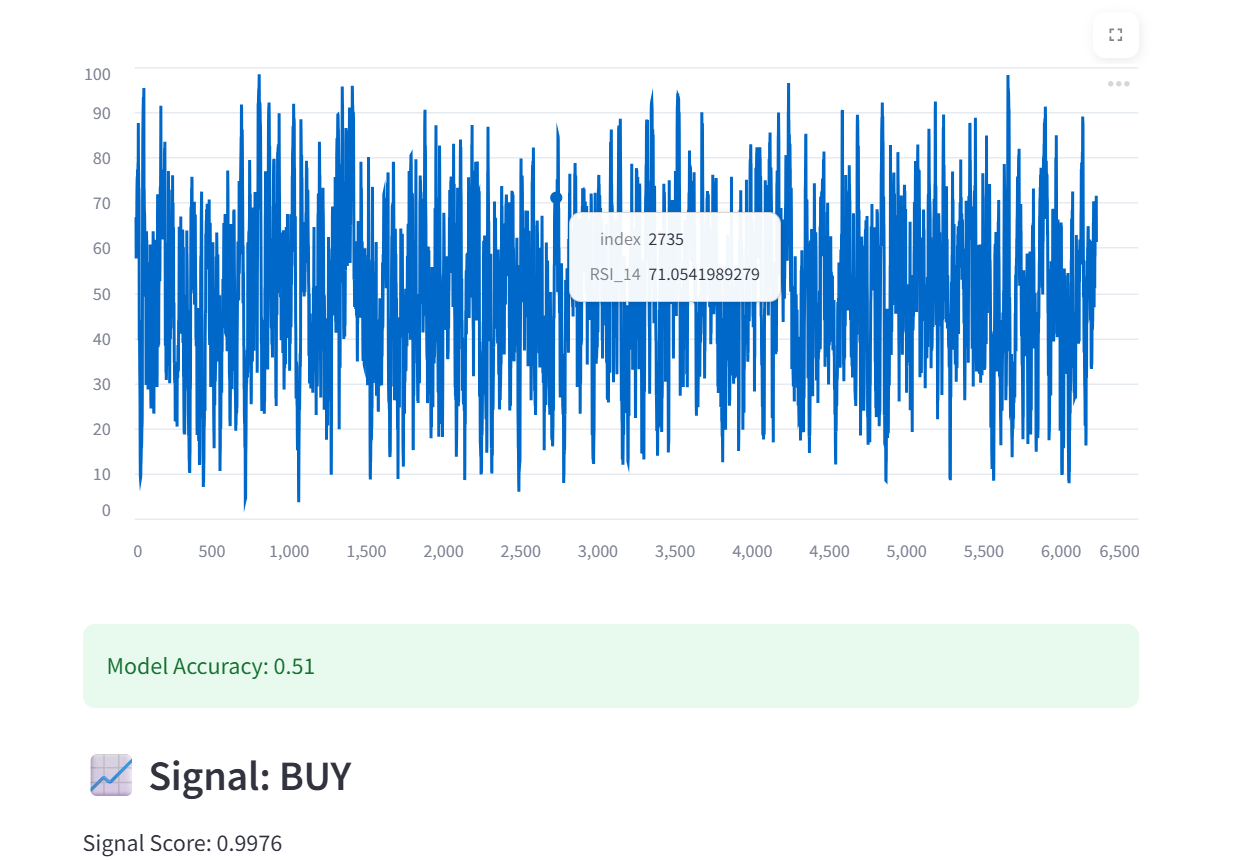 100
90
80
70
60
50
40
30
20
10
0
index 2735
RSI_14 71.0541989279
0 500 1,000 1,500 2,000 2,500 3,000 3,500 4,000 4,500 5,000 5,500 6,000 6,500
Model Accuracy: 0.51
📈 Signal: BUY
Signal Score: 0.9976